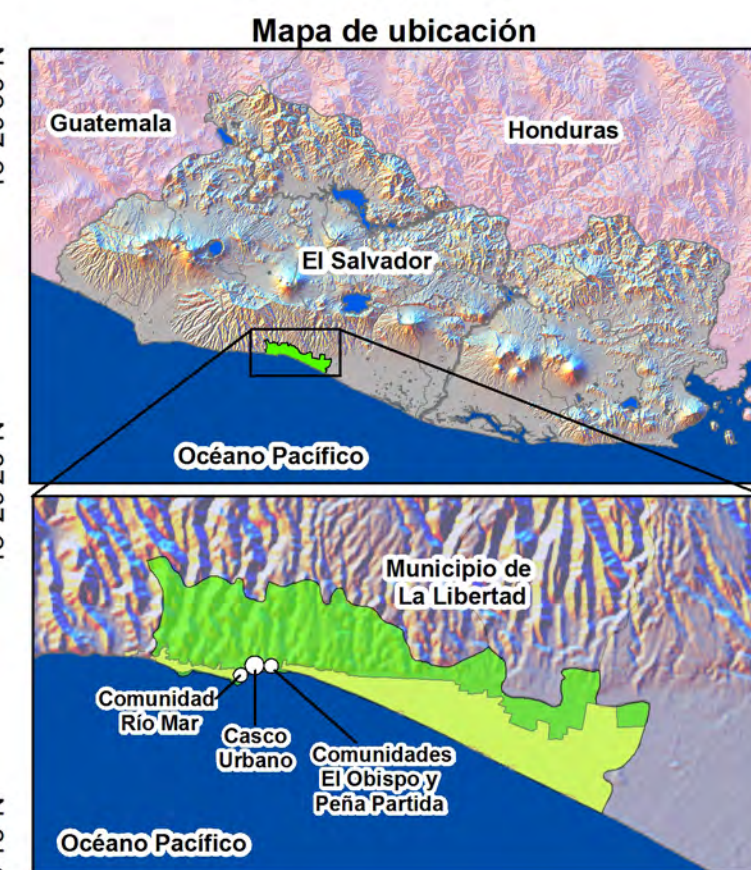 Mapa de ubicación
Guatemala
Honduras
El Salvador
Océano Pacífico
Municipio de
La Libertad
Comunidad
Río Mar
Casco
Urbano
Comunidades
El Obispo y
Peña Partida
Océano Pacífico